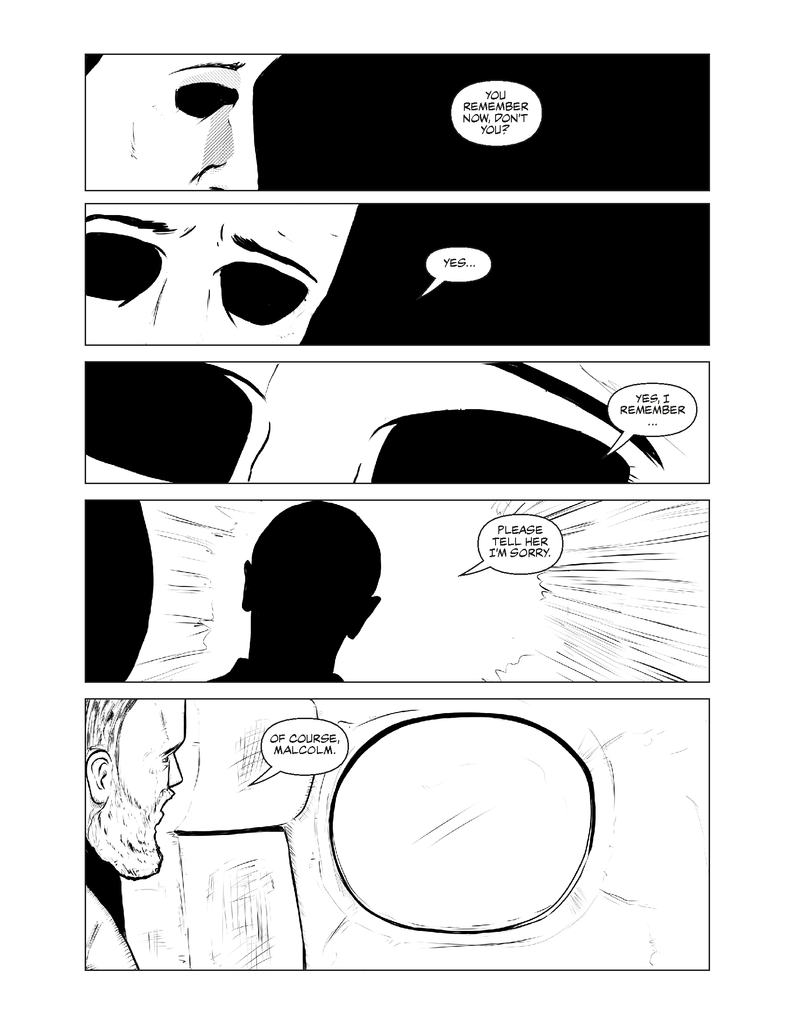 YOU
REMEMBER
NOW, DON'T
YOU?
YES...
YES, I
REMEMBER
...
PLEASE
TELL HER
I'M SORRY.
OF COURSE,
MALCOLM.